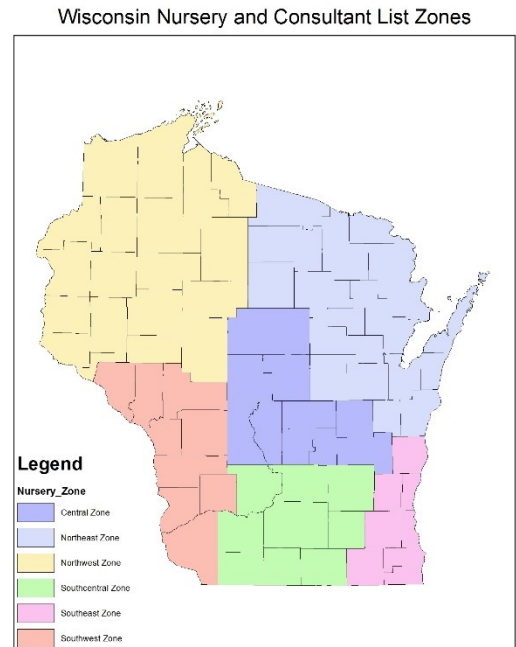 Wisconsin Nursery and Consultant List Zones
Legend
Nursery_Zone
Central Zone
Northeast Zone
Northwest Zone
Southcentral Zone
Southeast Zone
Southwest Zone